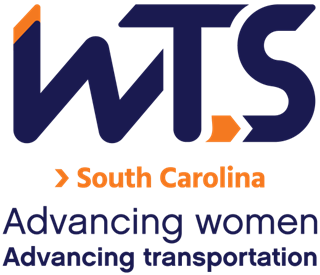 WTS
South Carolina
Advancing women
Advancing transportation